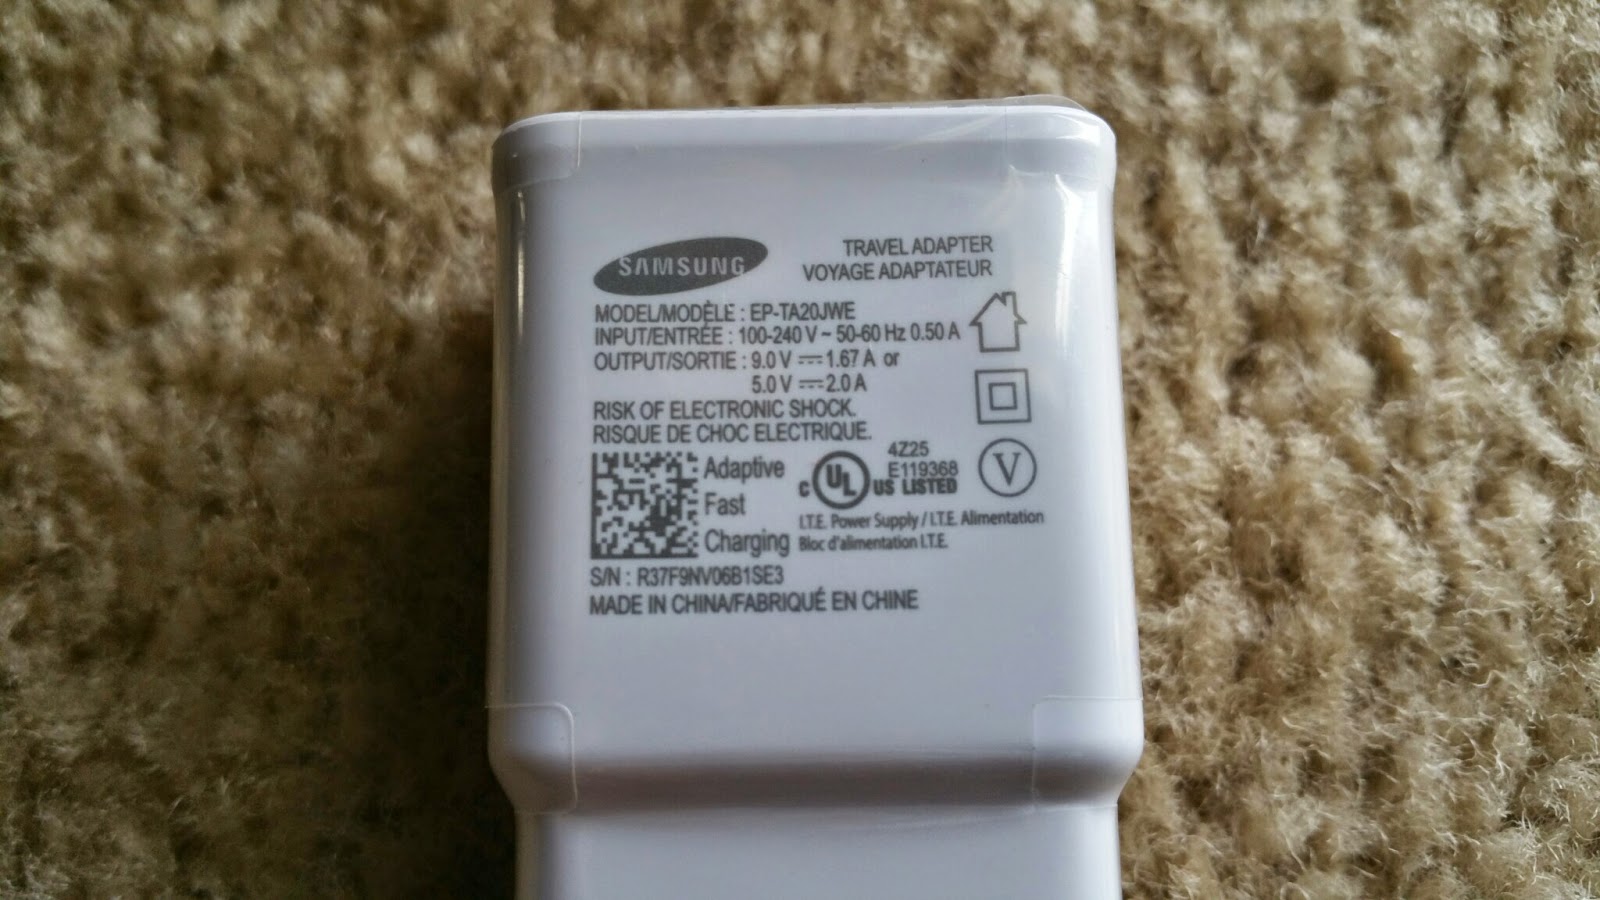 SAMSUNG
TRAVEL ADAPTER
VOYAGE ADAPTATEUR
MODEL/MODÈLE : EP-TA20JWE
INPUT/ENTRÉE : 100-240 V ~ 50-60 Hz 0.50 A
OUTPUT/SORTIE : 9.0 V ⎓ 1.67 A or
5.0 V ⎓ 2.0 A
RISK OF ELECTRONIC SHOCK.
RISQUE DE CHOC ELECTRIQUE.
Adaptive
Fast
Charging
c UL US LISTED
4Z25
E119368
V
I.T.E. Power Supply / I.T.E. Alimentation
Bloc d'alimentation I.T.E.
S/N : R37F9NV06B1SE3
MADE IN CHINA/FABRIQUÉ EN CHINE